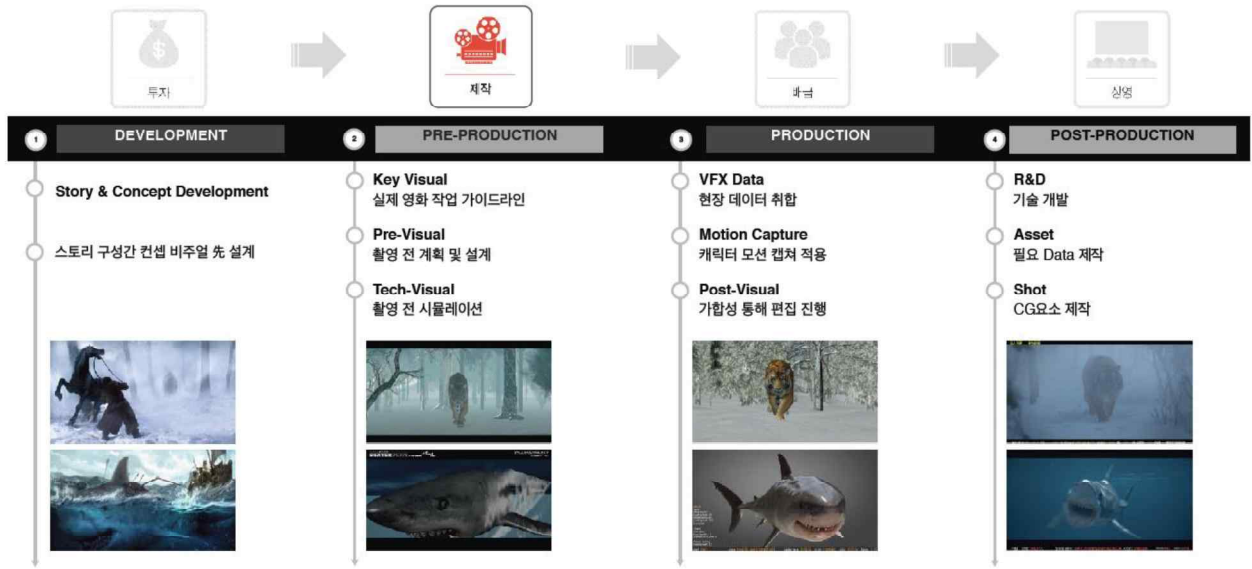 투자
제작
배급
상영
1 DEVELOPMENT
2 PRE-PRODUCTION
3 PRODUCTION
4 POST-PRODUCTION
Story & Concept Development
스토리 구성간 컨셉 비주얼 先 설계
Key Visual
실제 영화 작업 가이드라인
Pre-Visual
촬영 전 계획 및 설계
Tech-Visual
촬영 전 시뮬레이션
VFX Data
현장 데이터 취합
Motion Capture
캐릭터 모션 캡쳐 적용
Post-Visual
가합성 통해 편집 진행
R&D
기술 개발
Asset
필요 Data 제작
Shot
CG요소 제작